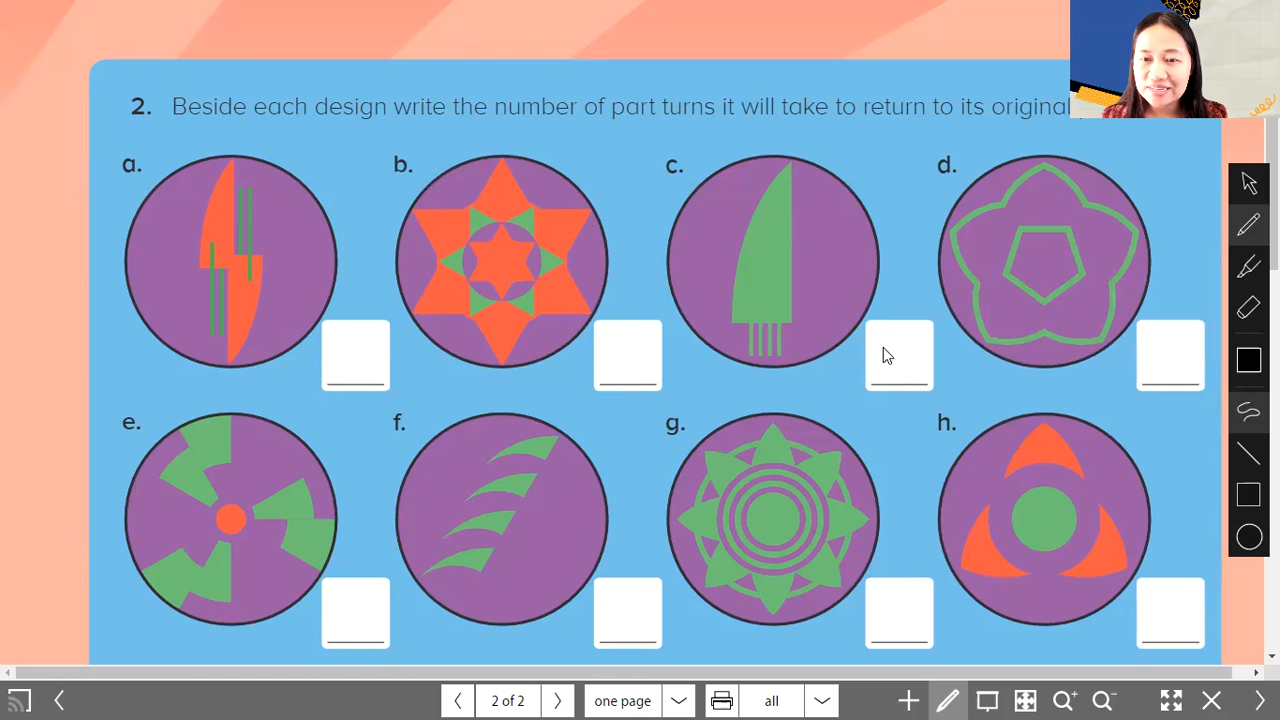 2. Beside each design write the number of part turns it will take to return to its original
a. b. c. d.
e. f. g. h.
2 of 2 one page all